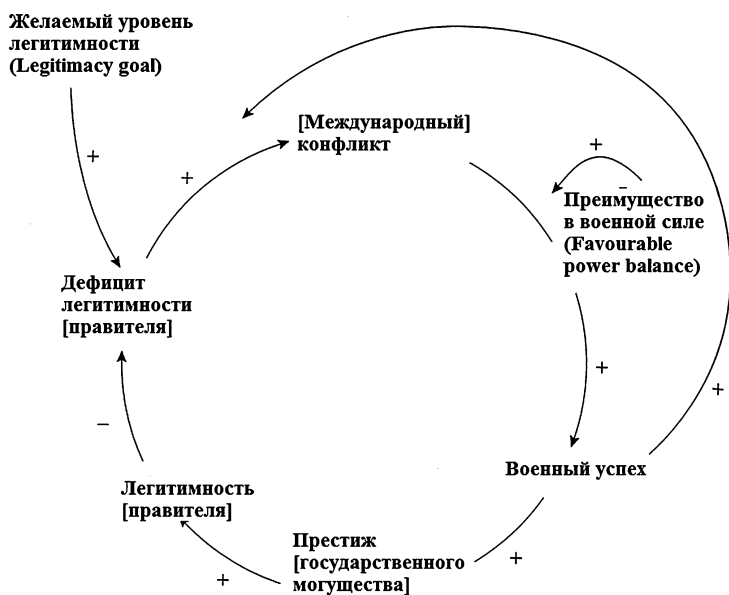 Желаемый уровень
легитимности
(Legitimacy goal)
[Международный]
конфликт
+
+
+
–
Преимущество
в военной силе
(Favourable
power balance)
Дефицит
легитимности
[правителя]
+
+
–
Военный успех
Легитимность
[правителя]
Престиж
[государственного
могущества]
+
+